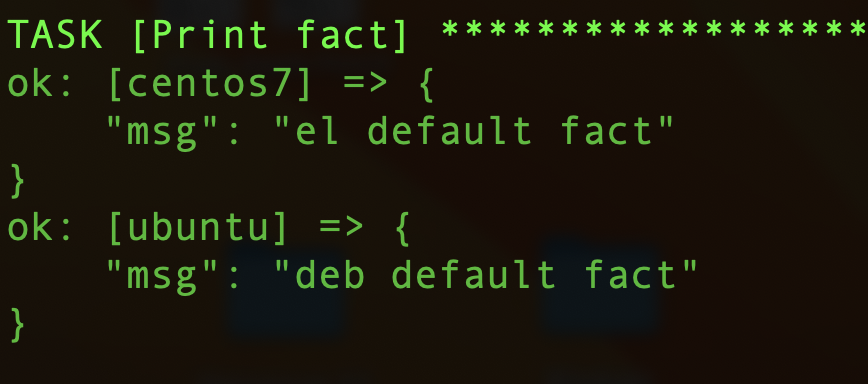 TASK [Print fact] ******************
ok: [centos7] => {
    "msg": "el default fact"
}
ok: [ubuntu] => {
    "msg": "deb default fact"
}